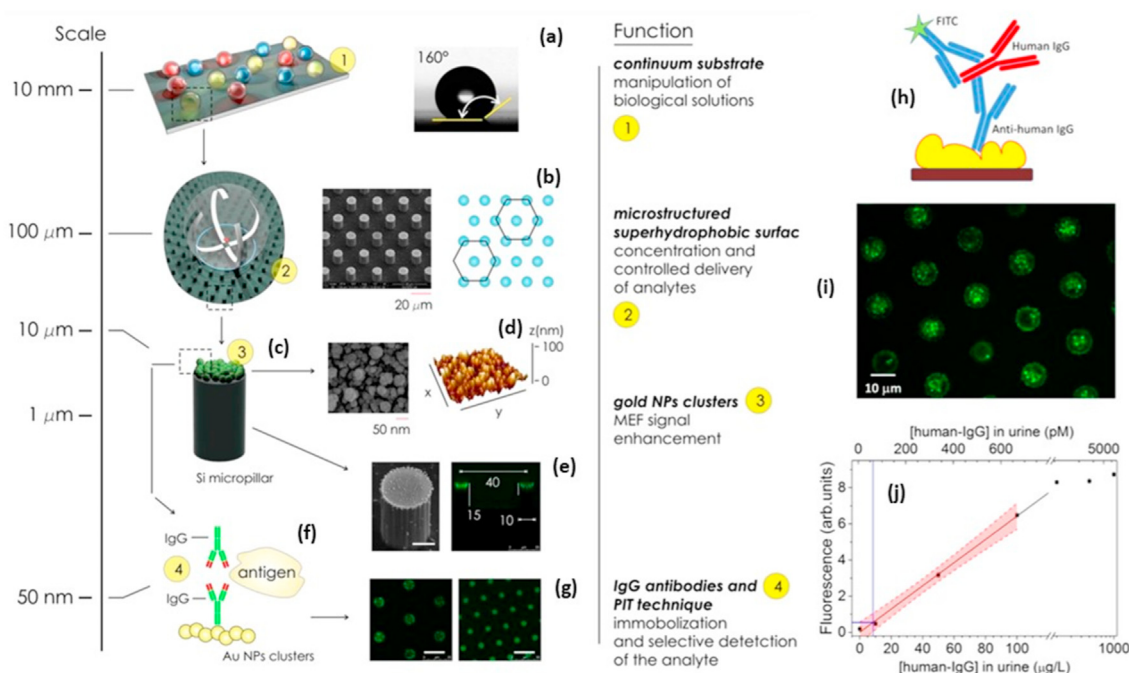 Scale
10 mm
100 μm
10 μm
1 μm
50 nm
1
(a)
160º
2
(b)
20 μm
3
(c)
(d)
z(nm)
100
0
x
y
50 nm
Si micropillar
(e)
40
15
10
(f)
IgG
4
antigen
IgG
Au NPs clusters
(g)
Function
continuum substrate
manipulation of
biological solutions
1
microstructured
superhydrophobic surfac
concentration and
controlled delivery
of analytes
2
gold NPs clusters 3
MEF signal
enhancement
IgG antibodies and 4
PIT technique
immobolization
and selective detetction
of the analyte
(h)
FITC
Human IgG
Anti-human IgG
(i)
10 μm
[human-IgG] in urine (pM)
0 200 400 600 5000
(j)
Fluorescence (arb.units)
8
6
4
2
0
0 20 40 60 80 100 1000
[human-IgG] in urine (μg/L)